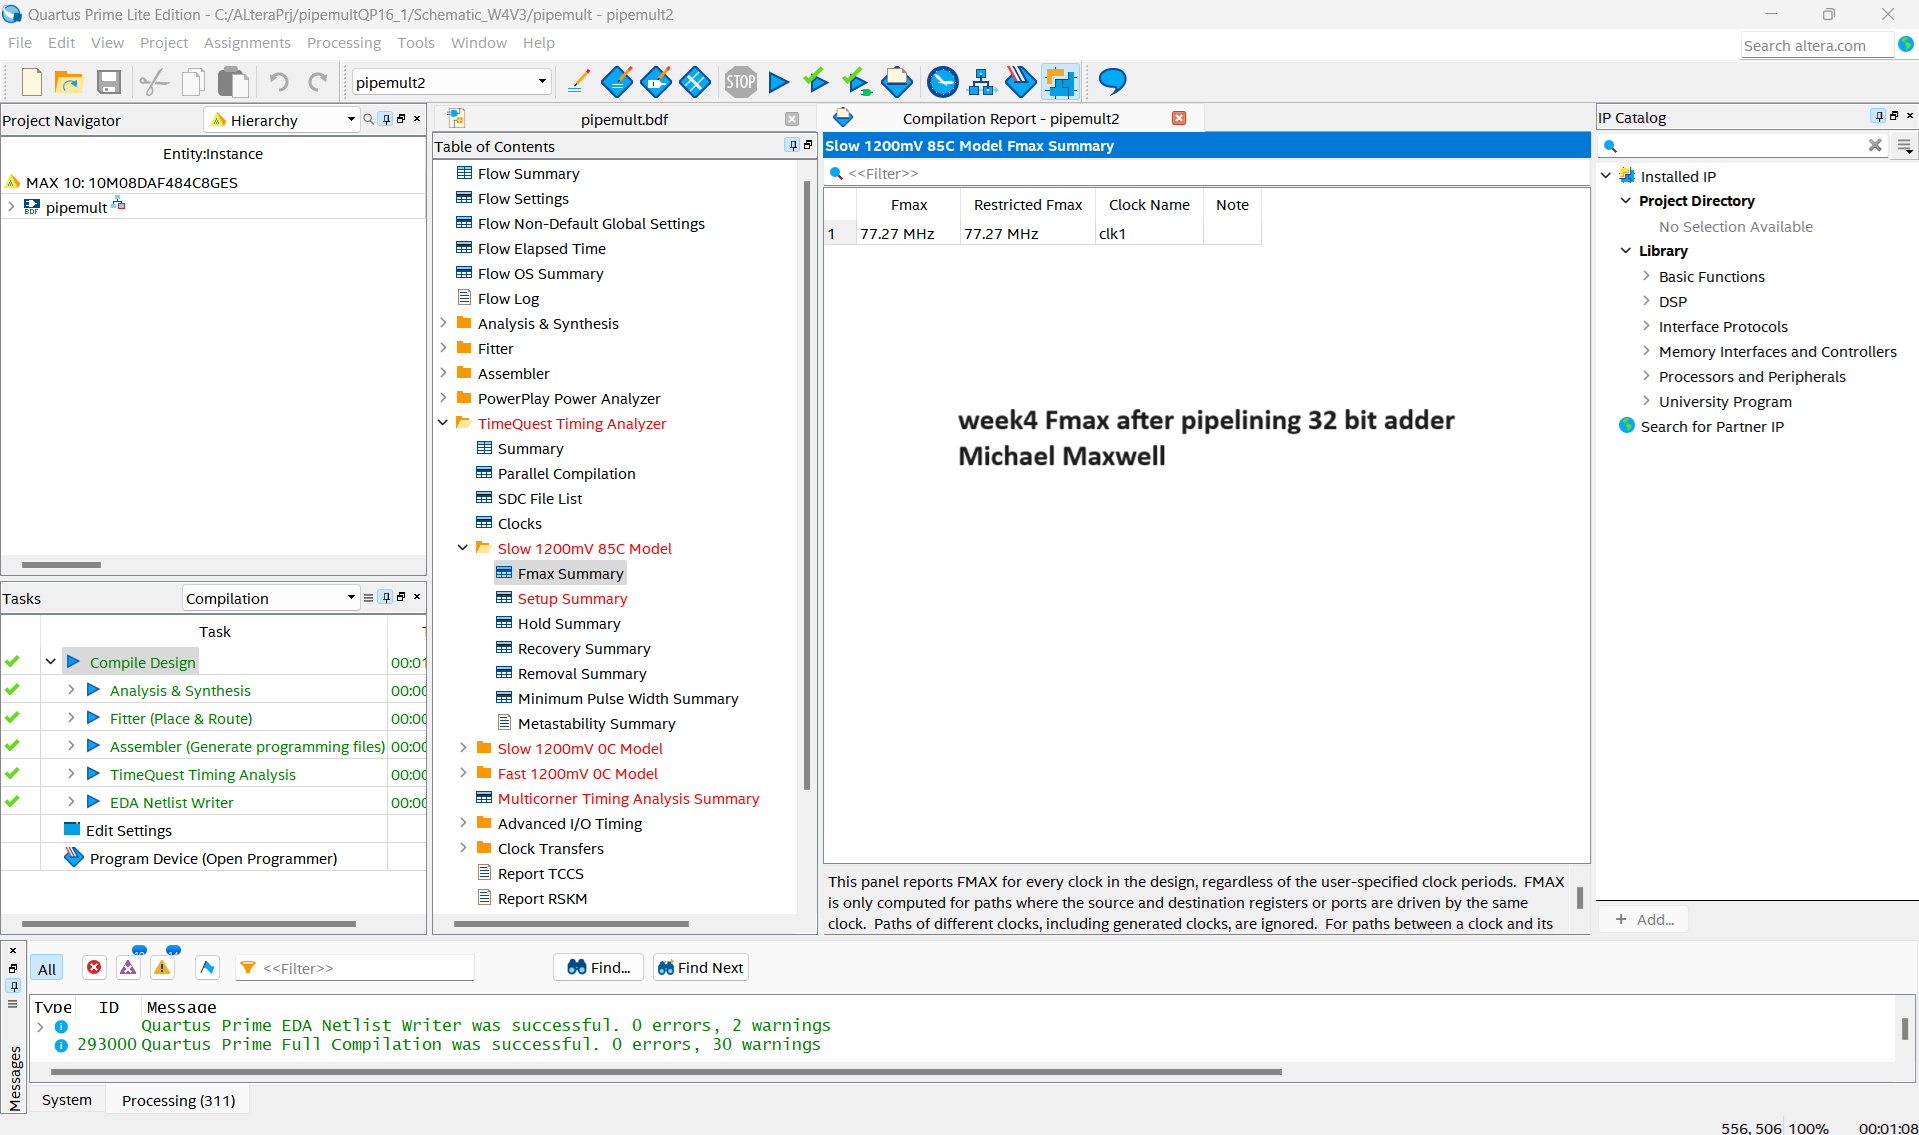 Quartus Prime Lite Edition - C:/ALteraPrj/pipemultQP16_1/Schematic_W4V3/pipemult - pipemult2
File Edit View Project Assignments Processing Tools Window Help
Search altera.com
pipemult2
STOP
Project Navigator
Hierarchy
Entity:Instance
MAX 10: 10M08DAF484C8GES
BDF pipemult
Tasks
Compilation
Task
Compile Design 00:01
Analysis & Synthesis 00:00
Fitter (Place & Route) 00:00
Assembler (Generate programming files) 00:00
TimeQuest Timing Analysis 00:00
EDA Netlist Writer 00:00
Edit Settings
Program Device (Open Programmer)
pipemult.bdf
Compilation Report - pipemult2
Table of Contents
Flow Summary
Flow Settings
Flow Non-Default Global Settings
Flow Elapsed Time
Flow OS Summary
Flow Log
Analysis & Synthesis
Fitter
Assembler
PowerPlay Power Analyzer
TimeQuest Timing Analyzer
Summary
Parallel Compilation
SDC File List
Clocks
Slow 1200mV 85C Model
Fmax Summary
Setup Summary
Hold Summary
Recovery Summary
Removal Summary
Minimum Pulse Width Summary
Metastability Summary
Slow 1200mV 0C Model
Fast 1200mV 0C Model
Multicorner Timing Analysis Summary
Advanced I/O Timing
Clock Transfers
Report TCCS
Report RSKM
Slow 1200mV 85C Model Fmax Summary
<<Filter>>
Fmax Restricted Fmax Clock Name Note
1 77.27 MHz 77.27 MHz clk1
week4 Fmax after pipelining 32 bit adder
Michael Maxwell
This panel reports FMAX for every clock in the design, regardless of the user-specified clock periods. FMAX
is only computed for paths where the source and destination registers or ports are driven by the same
clock. Paths of different clocks, including generated clocks, are ignored. For paths between a clock and its
IP Catalog
Installed IP
Project Directory
No Selection Available
Library
Basic Functions
DSP
Interface Protocols
Memory Interfaces and Controllers
Processors and Peripherals
University Program
Search for Partner IP
+ Add...
All
<<Filter>>
Find...
Find Next
Type ID Message
Quartus Prime EDA Netlist Writer was successful. 0 errors, 2 warnings
293000 Quartus Prime Full Compilation was successful. 0 errors, 30 warnings
Messages
System
Processing (311)
556, 506 100% 00:01:08